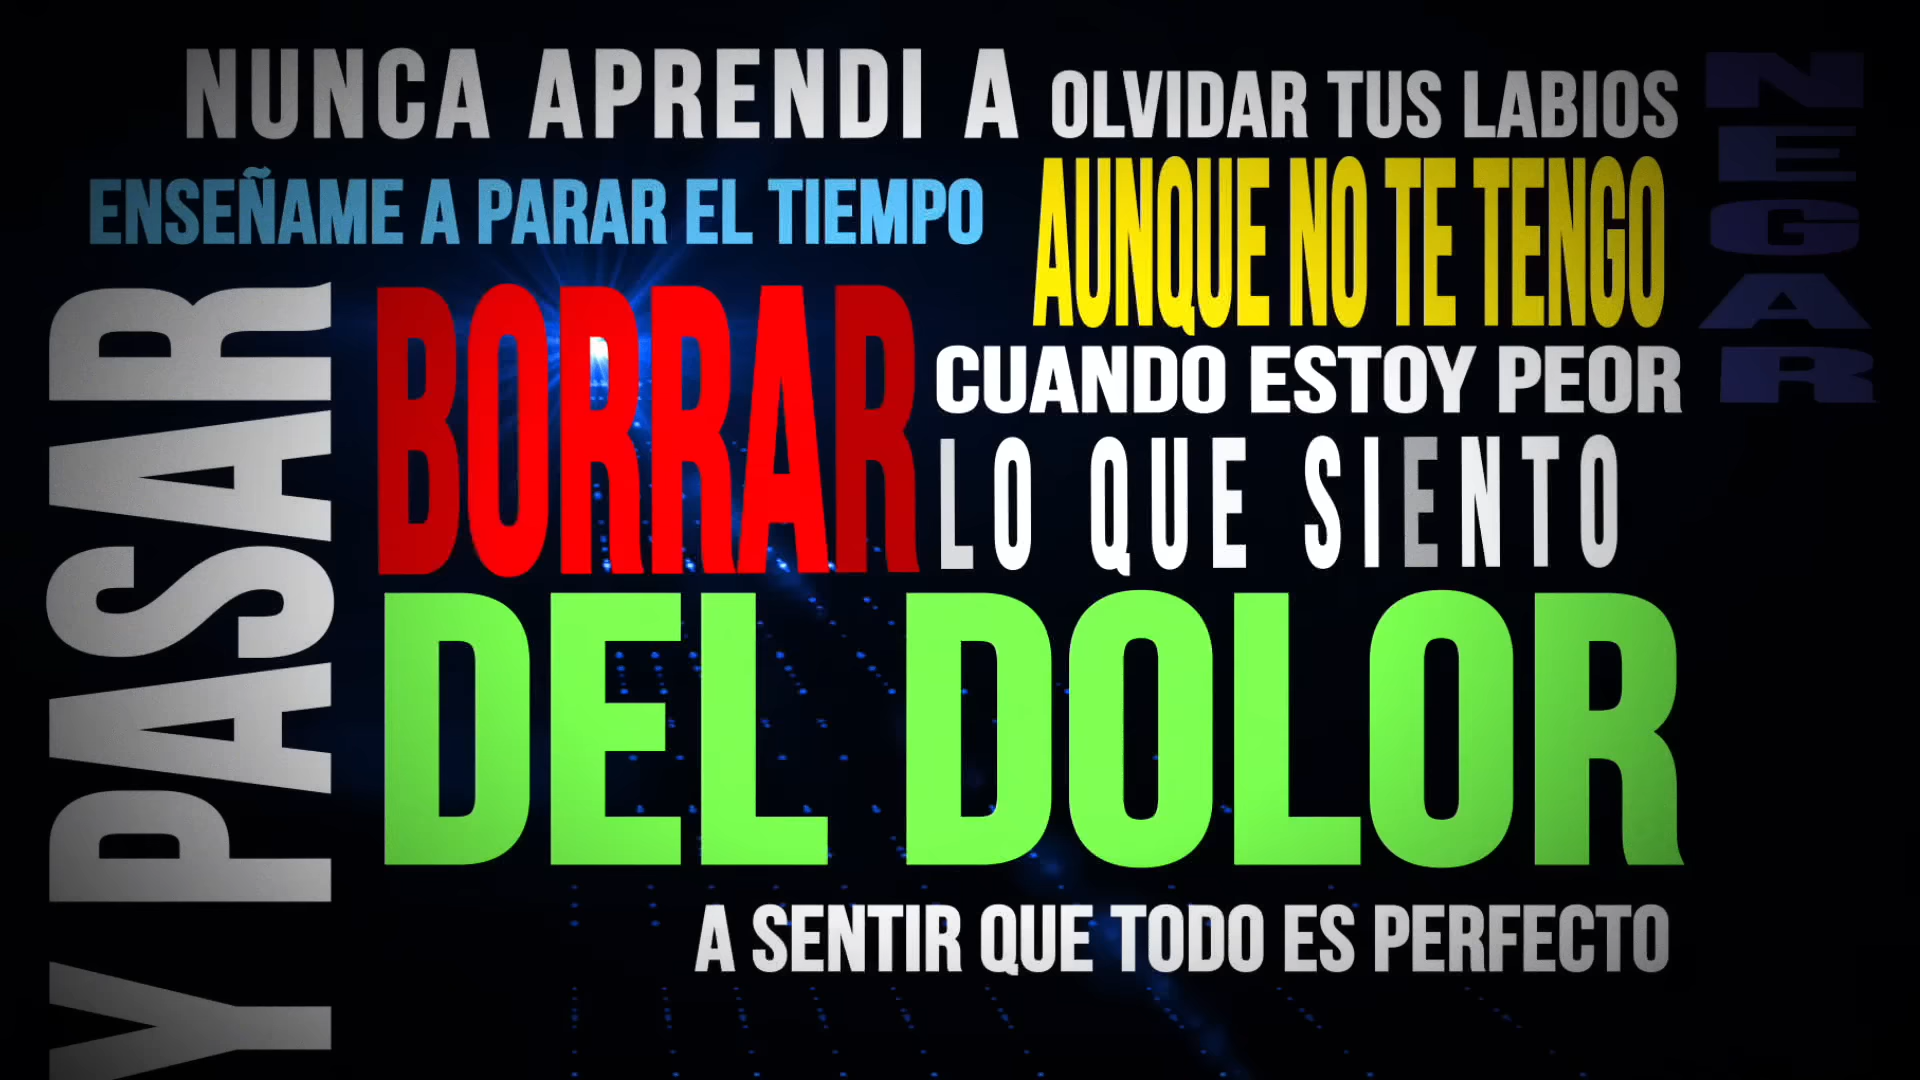 NUNCA APRENDI A OLVIDAR TUS LABIOS
ENSEÑAME A PARAR EL TIEMPO
AUNQUE NO TE TENGO
NEGAR
Y PASAR
BORRAR
CUANDO ESTOY PEOR
LO QUE SIENTO
DEL DOLOR
A SENTIR QUE TODO ES PERFECTO